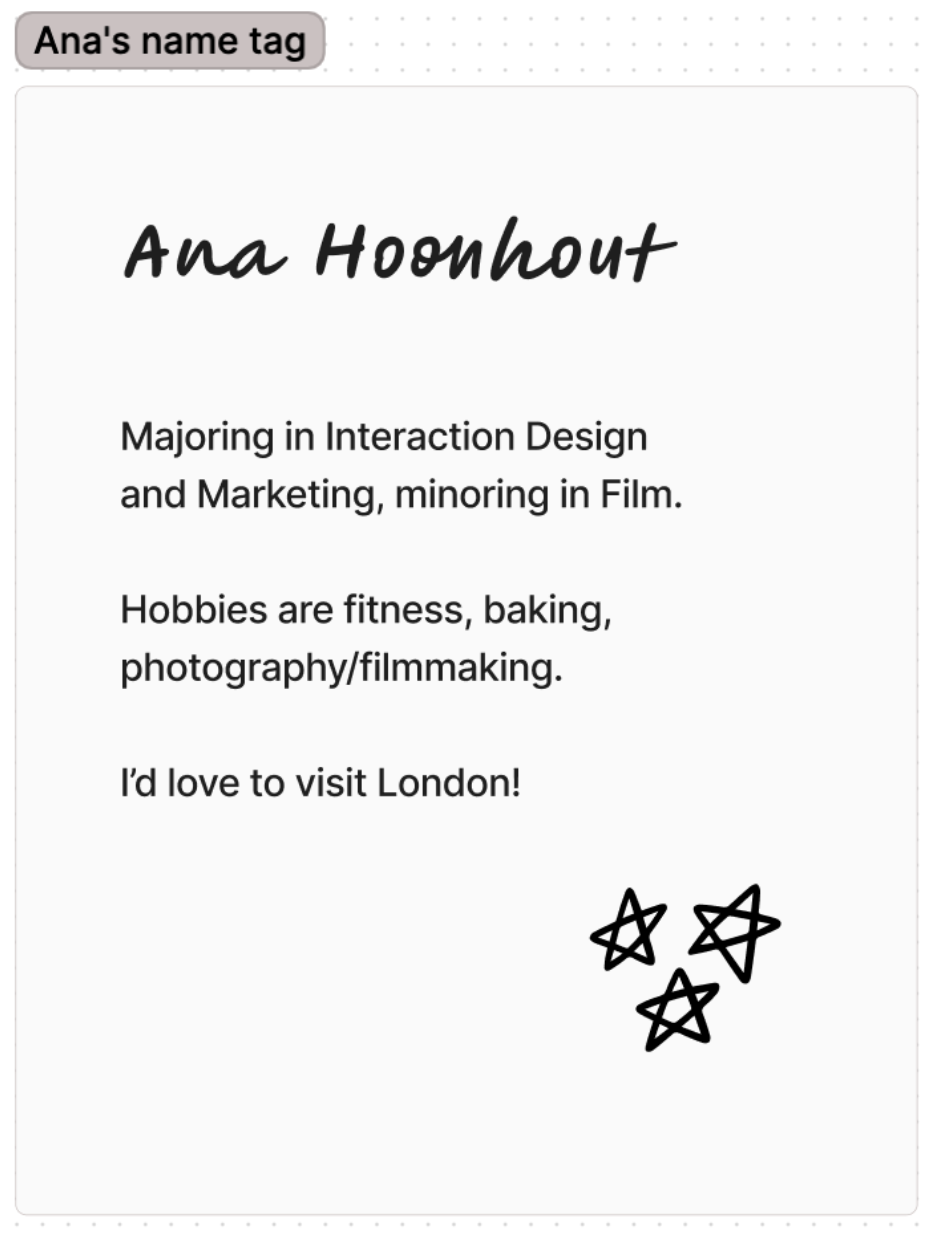 Ana's name tag
Ana Hoonhout
Majoring in Interaction Design
and Marketing, minoring in Film.
Hobbies are fitness, baking,
photography/filmmaking.
I’d love to visit London!